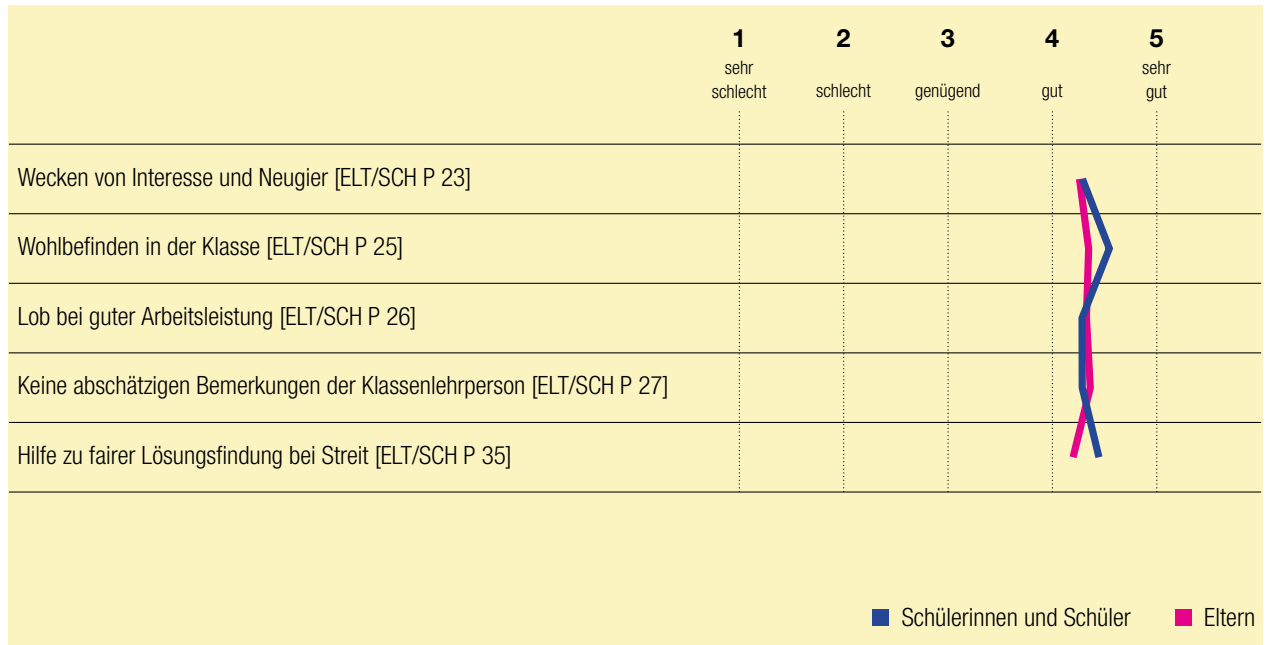 1 2 3 4 5
sehr sehr
schlecht schlecht genügend gut gut
Wecken von Interesse und Neugier [ELT/SCH P 23]
Wohlbefinden in der Klasse [ELT/SCH P 25]
Lob bei guter Arbeitsleistung [ELT/SCH P 26]
Keine abschätzigen Bemerkungen der Klassenlehrperson [ELT/SCH P 27]
Hilfe zu fairer Lösungsfindung bei Streit [ELT/SCH P 35]
Schülerinnen und Schüler Eltern